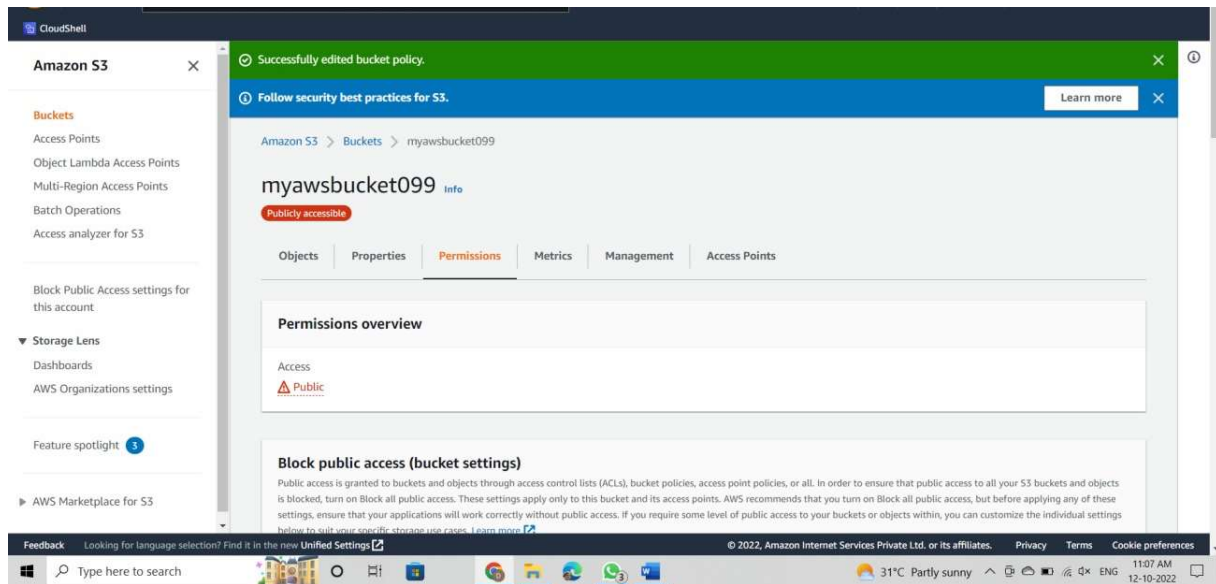 CloudShell
Amazon S3
Buckets
Access Points
Object Lambda Access Points
Multi-Region Access Points
Batch Operations
Access analyzer for S3
Block Public Access settings for
this account
Storage Lens
Dashboards
AWS Organizations settings
Feature spotlight 3
AWS Marketplace for S3
Successfully edited bucket policy.
Follow security best practices for S3.
Learn more
Amazon S3 > Buckets > myawsbucket099
myawsbucket099 Info
Publicly accessible
Objects Properties Permissions Metrics Management Access Points
Permissions overview
Access
Public
Block public access (bucket settings)
Public access is granted to buckets and objects through access control lists (ACLs), bucket policies, access point policies, or all. In order to ensure that public access to all your S3 buckets and objects
is blocked, turn on Block all public access. These settings apply only to this bucket and its access points. AWS recommends that you turn on Block all public access, but before applying any of these
settings, ensure that your applications will work correctly without public access. If you require some level of public access to your buckets or objects within, you can customize the individual settings
below to suit your specific storage use cases. Learn more
Feedback Looking for language selection? Find it in the new Unified Settings © 2022, Amazon Internet Services Private Ltd. or its affiliates. Privacy Terms Cookie preferences
Type here to search 3 31°C Partly sunny ENG 11:07 AM
12-10-2022